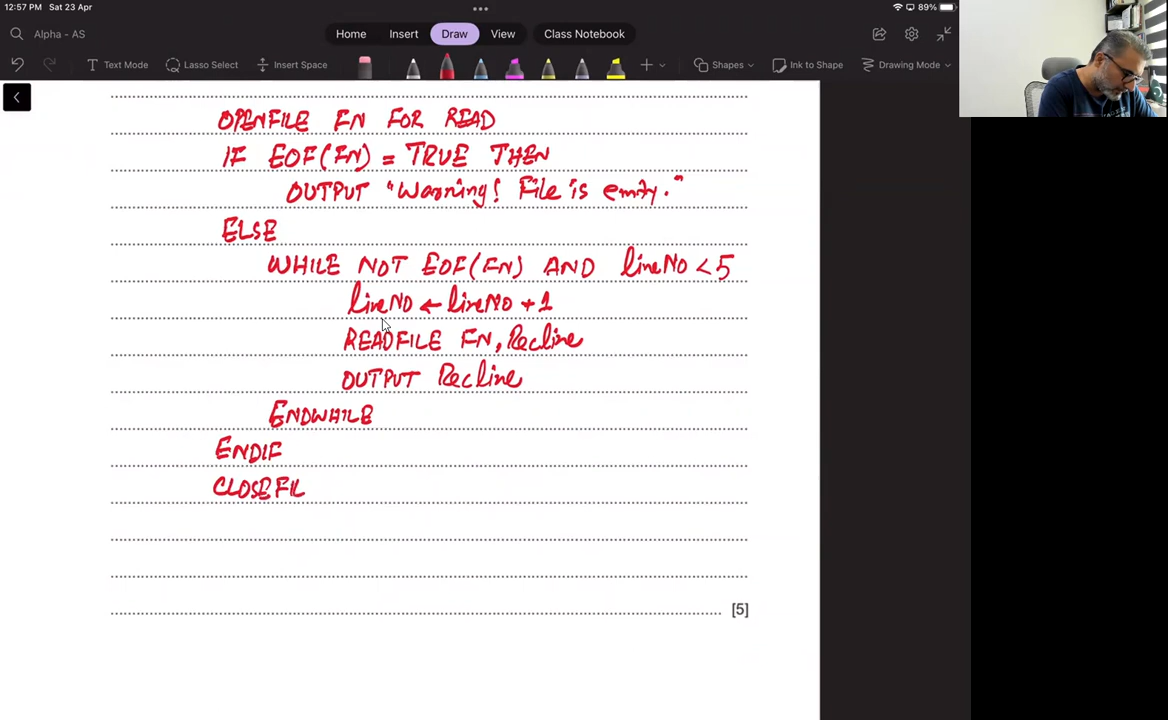 12:57 PM Sat 23 Apr
89%
Alpha - AS
Home Insert Draw View Class Notebook
Text Mode Lasso Select Insert Space Shapes Ink to Shape Drawing Mode
OPENFILE FN FOR READ
IF EOF(FN) = TRUE THEN
OUTPUT "Warning! File is emty."
ELSE
WHILE NOT EOF(FN) AND lineNo < 5
lineNo ← lineNo + 1
READFILE FN, Recline
OUTPUT Recline
ENDWHILE
ENDIF
CLOSEFIL
[5]